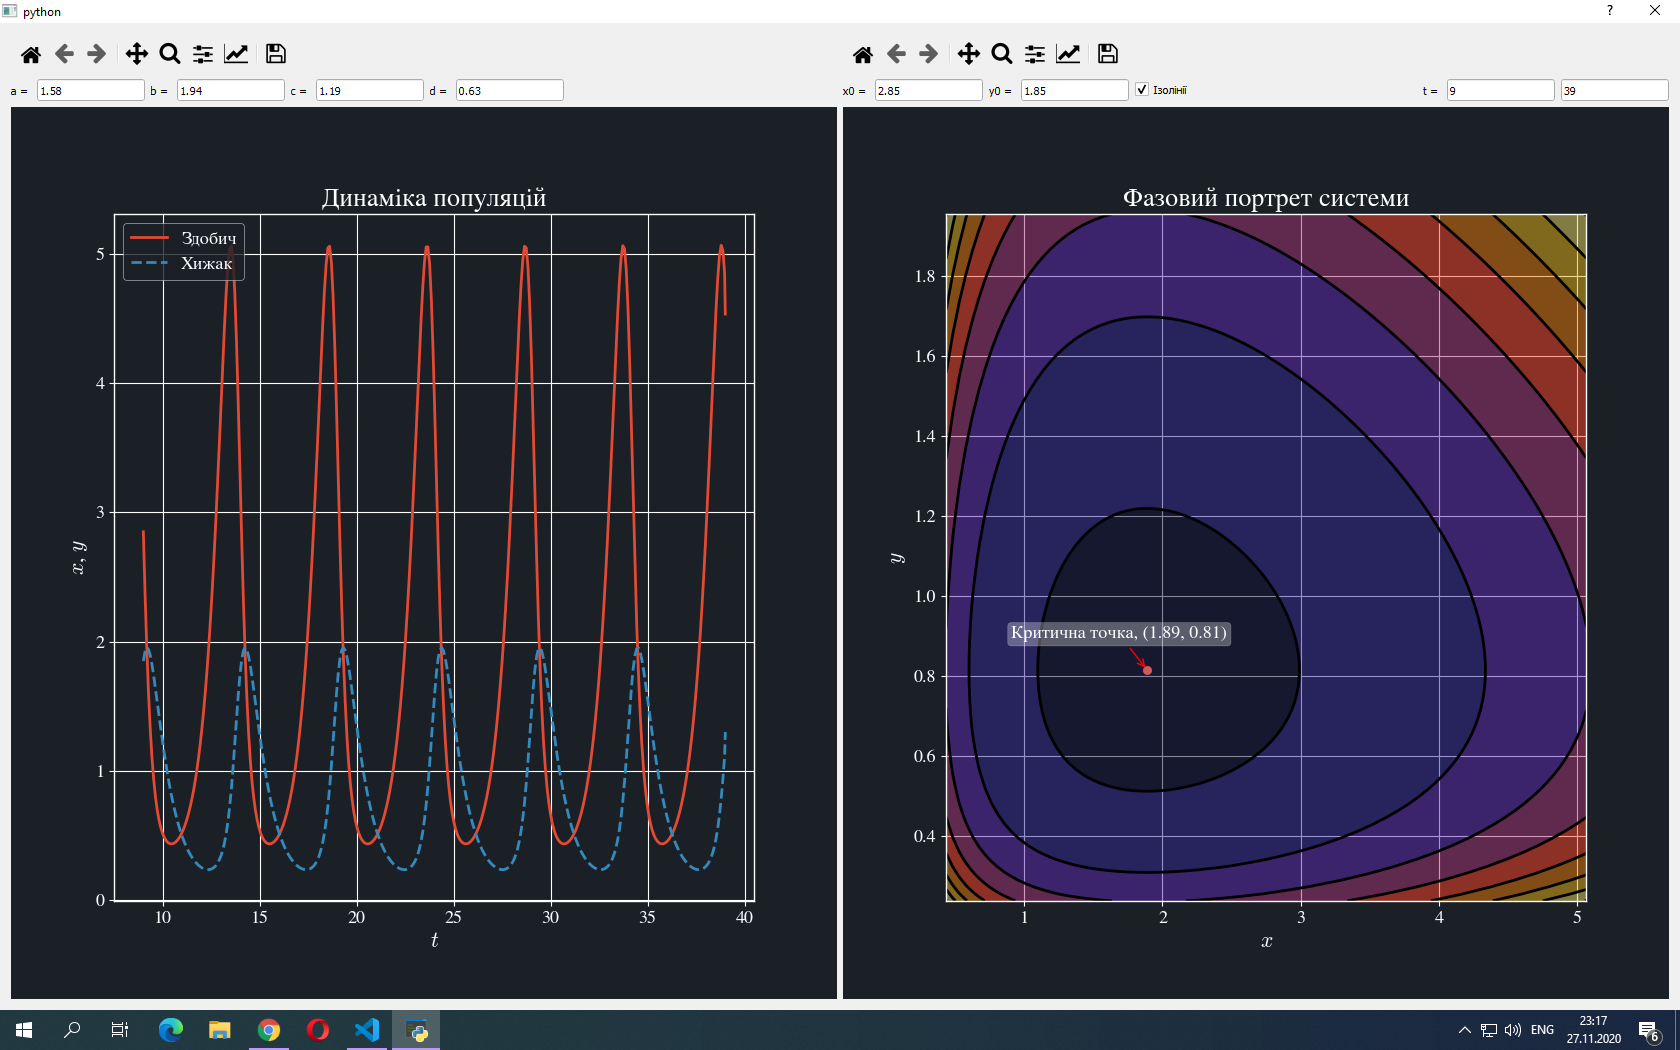 python
a = 1.58 b = 1.94 c = 1.19 d = 0.63
x0 = 2.85 y0 = 1.85 Ізолінії t = 9 39
Динаміка популяцій
Здобич
Хижак
5
4
3
2
1
0
x, y
10 15 20 25 30 35 40
t
Фазовий портрет системи
1.8
1.6
1.4
1.2
1.0
0.8
0.6
0.4
y
Критична точка, (1.89, 0.81)
1 2 3 4 5
x
ENG
23:17
27.11.2020
6